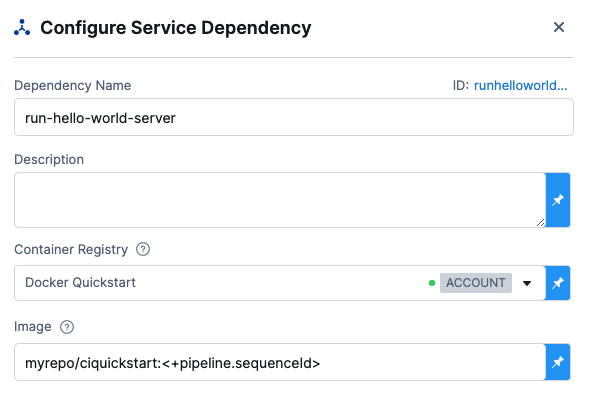 Configure Service Dependency
Dependency Name ID: runhelloworld...
run-hello-world-server
Description
Container Registry ?
Docker Quickstart ACCOUNT
Image ?
myrepo/ciquickstart:<+pipeline.sequenceId>